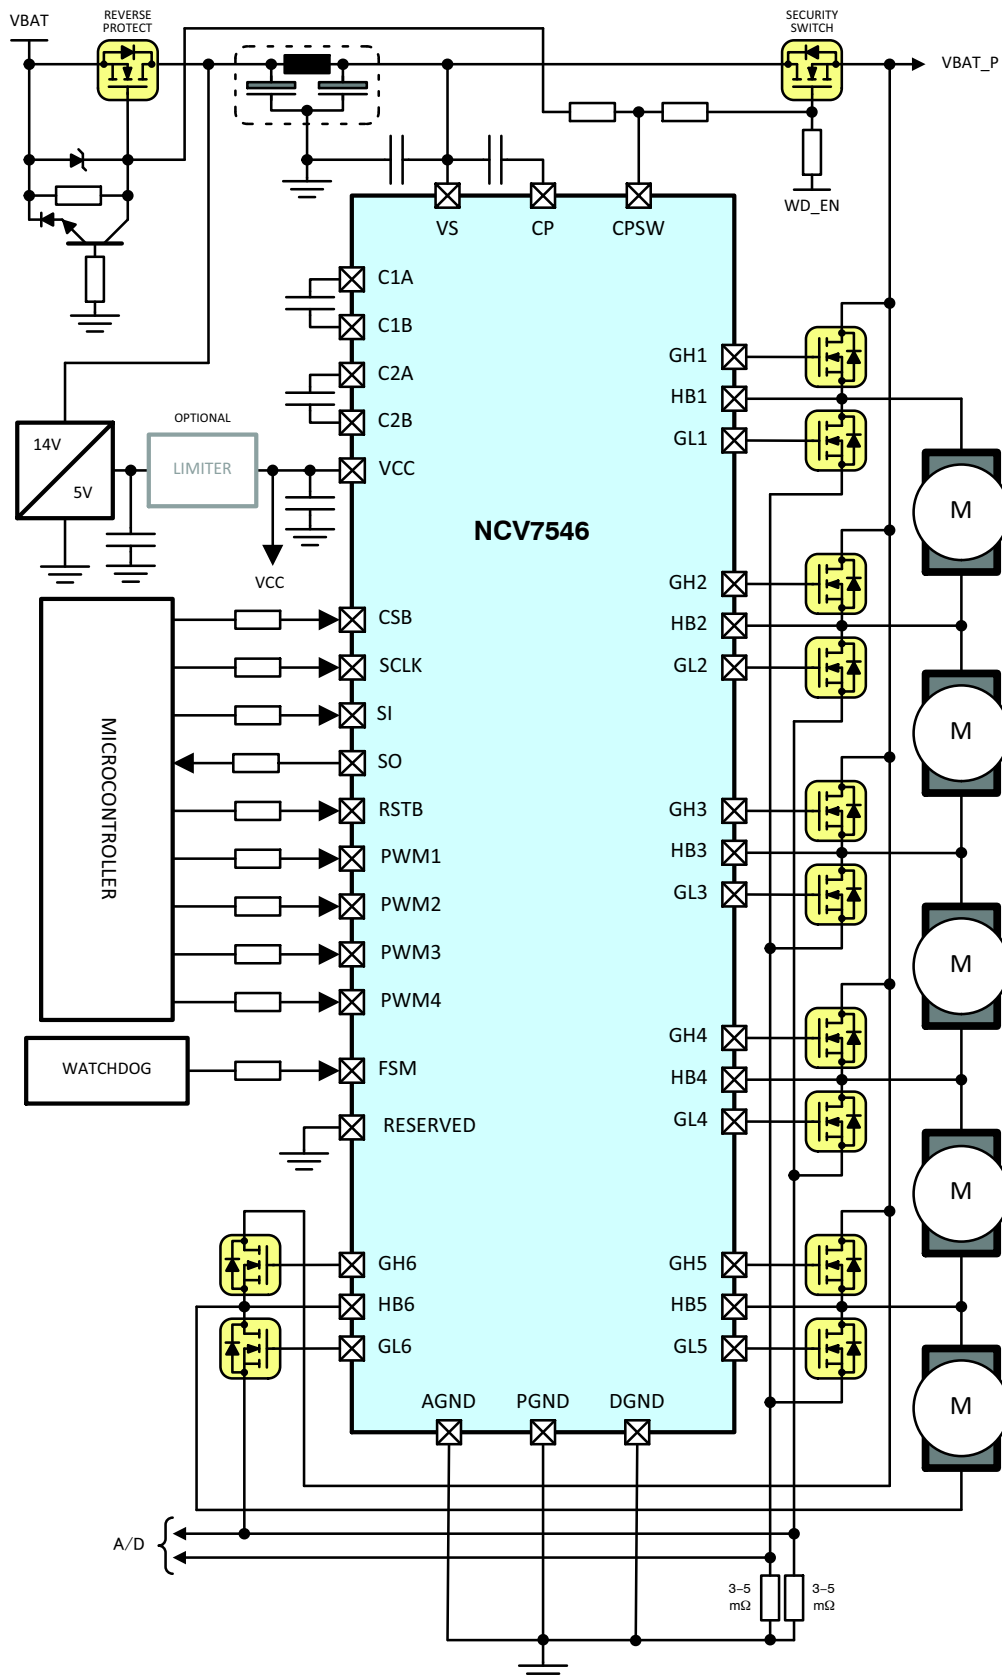 VBAT
REVERSE
PROTECT
SECURITY
SWITCH
VBAT_P
WD_EN
VS
CP
CPSW
C1A
C1B
C2A
C2B
VCC
14V
5V
OPTIONAL
LIMITER
VCC
NCV7546
GH1
HB1
GL1
M
GH2
HB2
GL2
M
MICROCONTROLLER
CSB
SCLK
SI
SO
RSTB
PWM1
PWM2
PWM3
PWM4
GH3
HB3
GL3
M
GH4
HB4
GL4
M
WATCHDOG
FSM
RESERVED
GH6
HB6
GL6
GH5
HB5
GL5
M
AGND
PGND
DGND
A/D
3–5
mΩ
3–5
mΩ